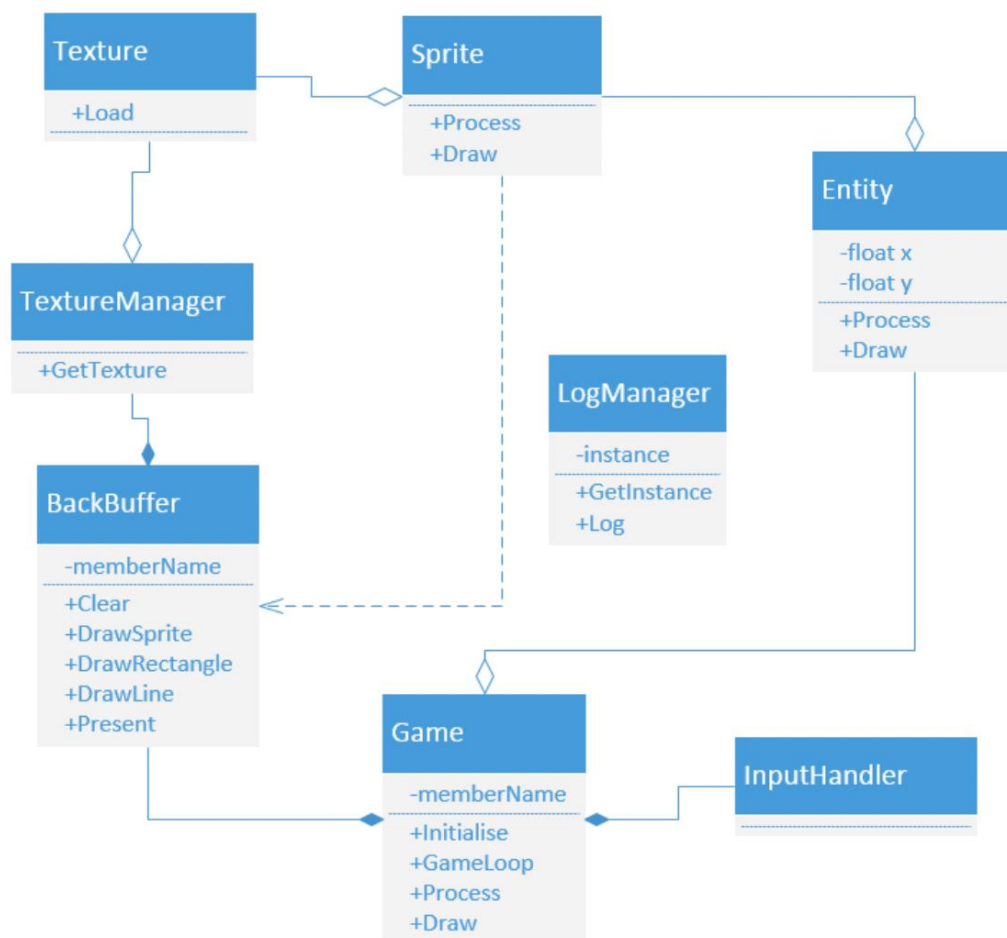 Texture
+Load
Sprite
+Process
+Draw
Entity
-float x
-float y
+Process
+Draw
TextureManager
+GetTexture
LogManager
-instance
+GetInstance
+Log
BackBuffer
-memberName
+Clear
+DrawSprite
+DrawRectangle
+DrawLine
+Present
Game
-memberName
+Initialise
+GameLoop
+Process
+Draw
InputHandler